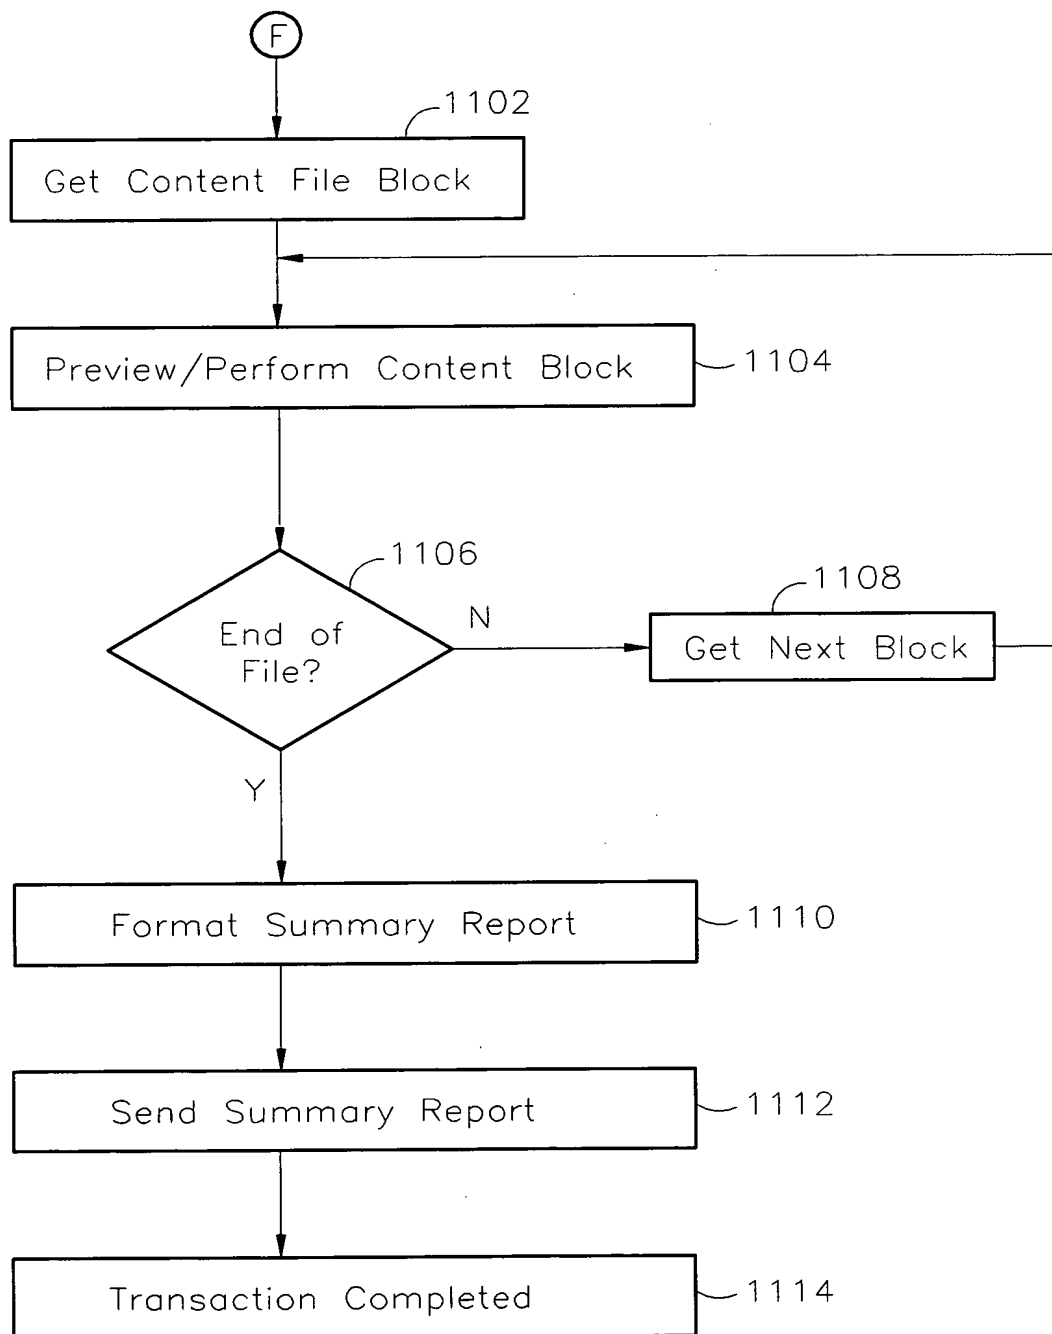 F
1102
Get Content File Block
Preview/Perform Content Block
1104
1106
End of
File?
N
1108
Get Next Block
Y
Format Summary Report
1110
Send Summary Report
1112
Transaction Completed
1114